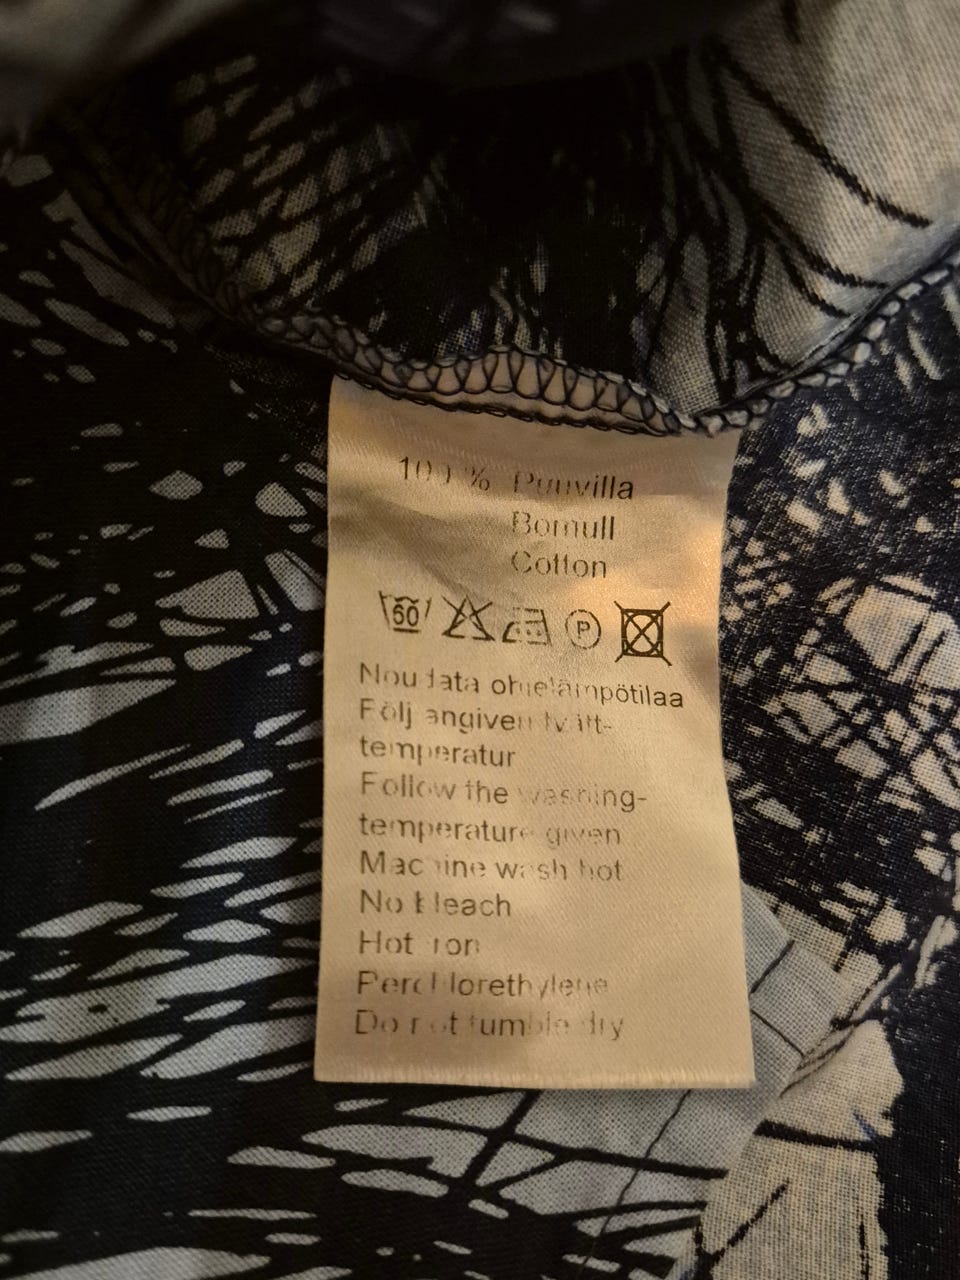 100 % Puuvilla
Bomull
Cotton
60 P
Noudata ohjelämpötilaa
Följ angiven tvätt-
temperatur
Follow the washing-
temperature given
Machine wash hot
No bleach
Hot iron
Perchlorethylene
Do not tumble dry